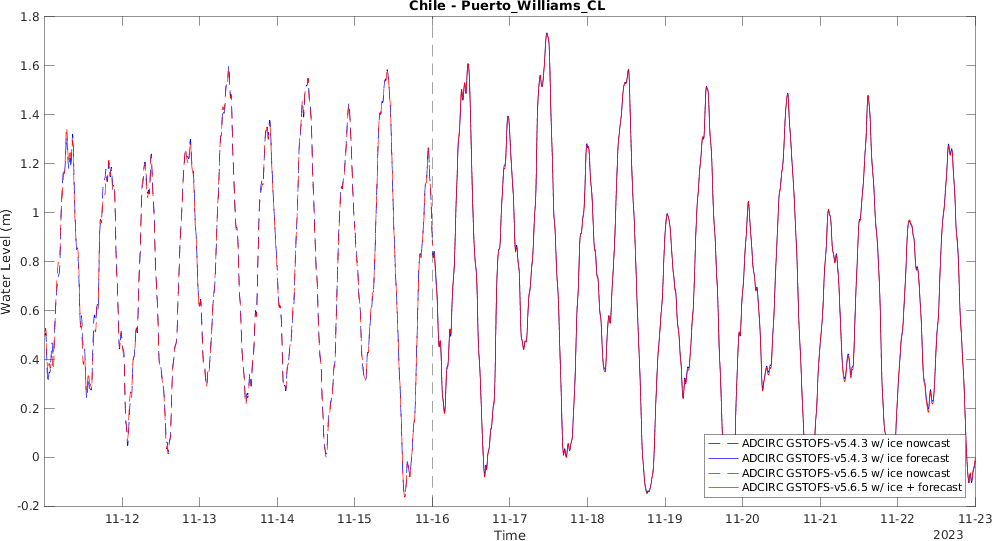 Chile - Puerto_Williams_CL
1.8
1.6
1.4
1.2
1
0.8
0.6
0.4
0.2
0
-0.2
Water Level (m)
ADCIRC GSTOFS-v5.4.3 w/ ice nowcast
ADCIRC GSTOFS-v5.4.3 w/ ice forecast
ADCIRC GSTOFS-v5.6.5 w/ ice nowcast
ADCIRC GSTOFS-v5.6.5 w/ ice + forecast
11-12 11-13 11-14 11-15 11-16 11-17 11-18 11-19 11-20 11-21 11-22 11-23
Time
2023